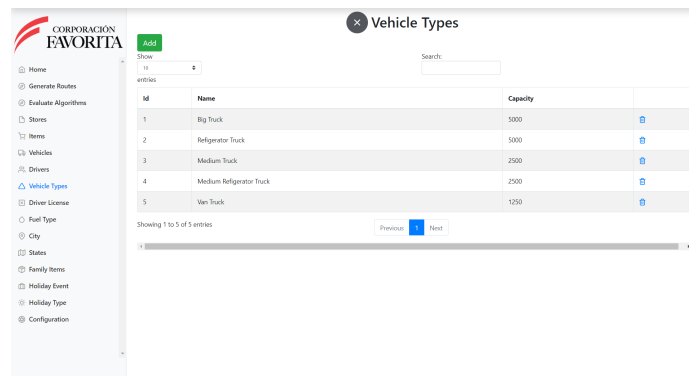 CORPORACIÓN
FAVORITA
Home
Generate Routes
Evaluate Algorithms
Stores
Items
Vehicles
Drivers
Vehicle Types
Driver License
Fuel Type
City
States
Family Items
Holiday Event
Holiday Type
Configuration
Vehicle Types
Add
Show
10
entries
Search:
Id Name Capacity
1 Big Truck 5000
2 Refigerator Truck 5000
3 Medium Truck 2500
4 Medium Refigerator Truck 2500
5 Van Truck 1250
Showing 1 to 5 of 5 entries
Previous 1 Next